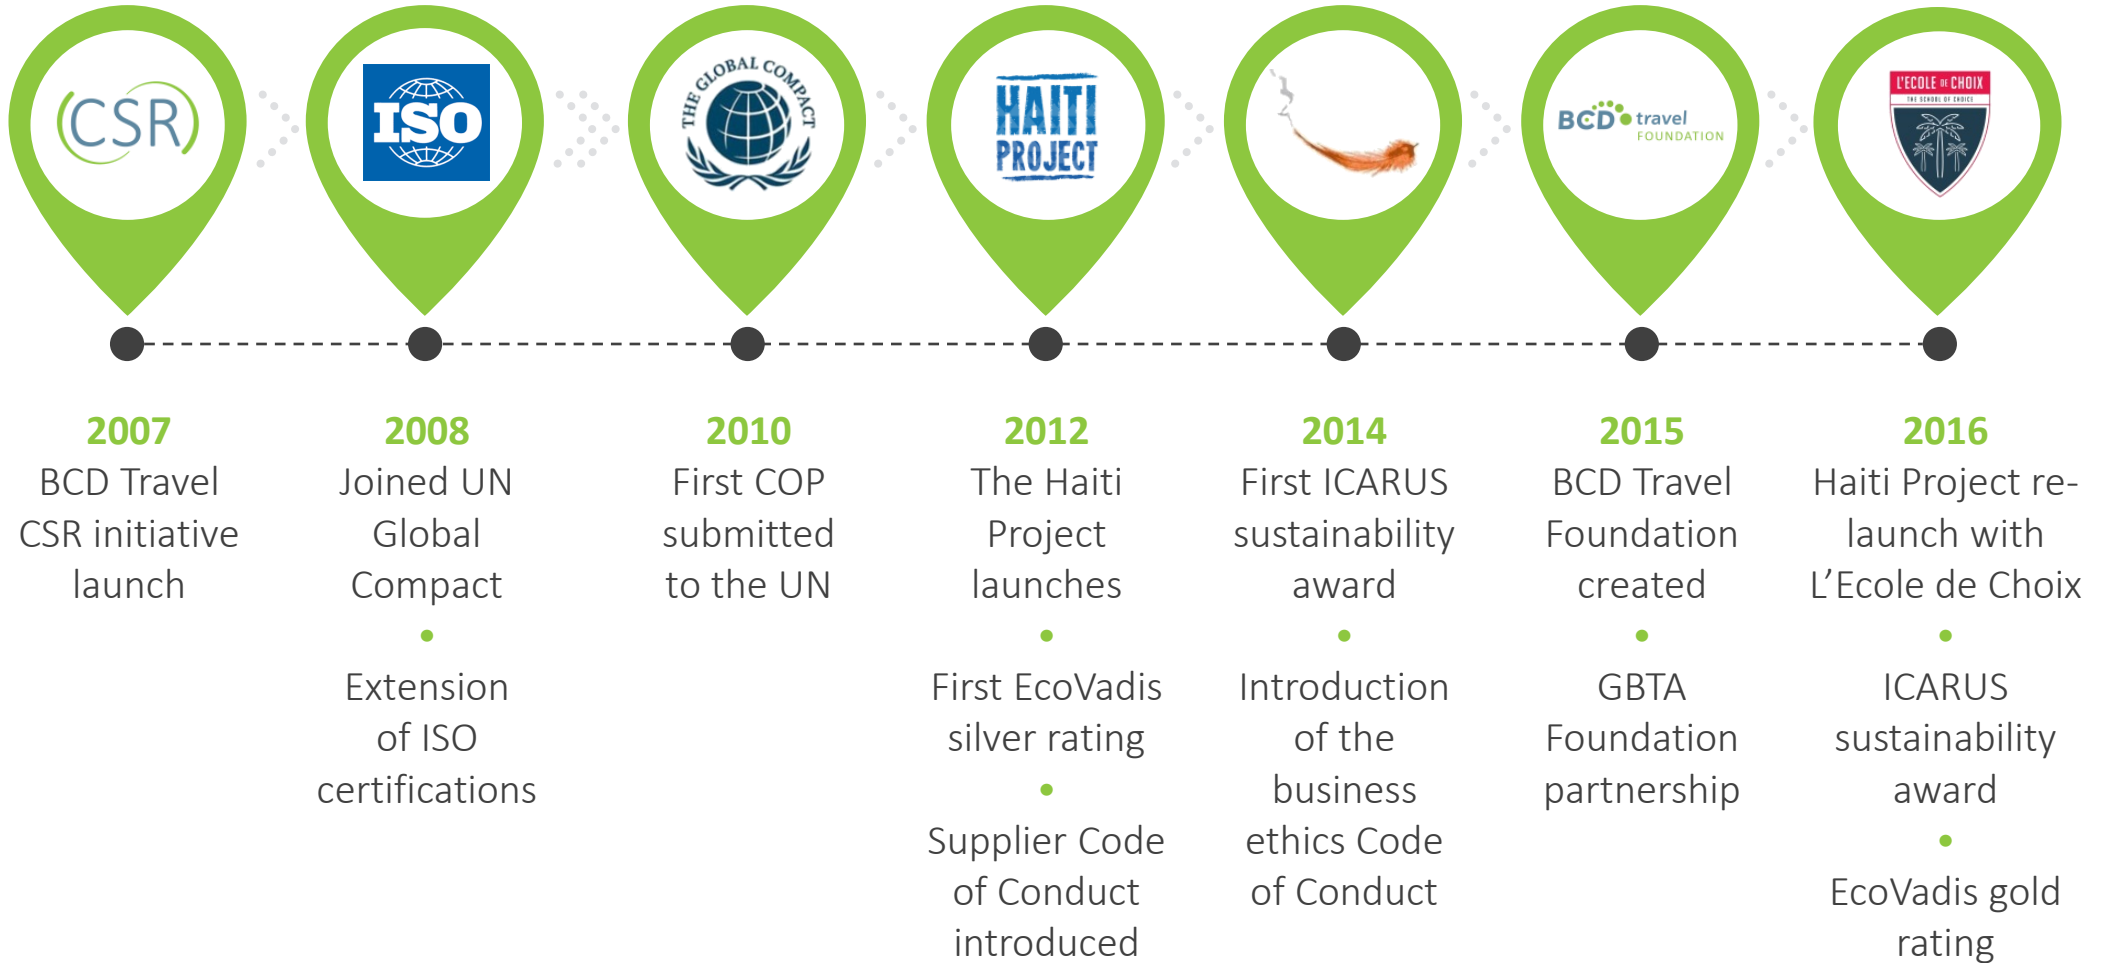 CSR
ISO
THE GLOBAL COMPACT
HAITI
PROJECT
BCD travel
FOUNDATION
L'ECOLE DE CHOIX
THE SCHOOL OF CHOICE
2007
BCD Travel
CSR initiative
launch
2008
Joined UN
Global
Compact
•
Extension
of ISO
certifications
2010
First COP
submitted
to the UN
2012
The Haiti
Project
launches
•
First EcoVadis
silver rating
•
Supplier Code
of Conduct
introduced
2014
First ICARUS
sustainability
award
•
Introduction
of the
business
ethics Code
of Conduct
2015
BCD Travel
Foundation
created
•
GBTA
Foundation
partnership
2016
Haiti Project re-
launch with
L’Ecole de Choix
•
ICARUS
sustainability
award
•
EcoVadis gold
rating